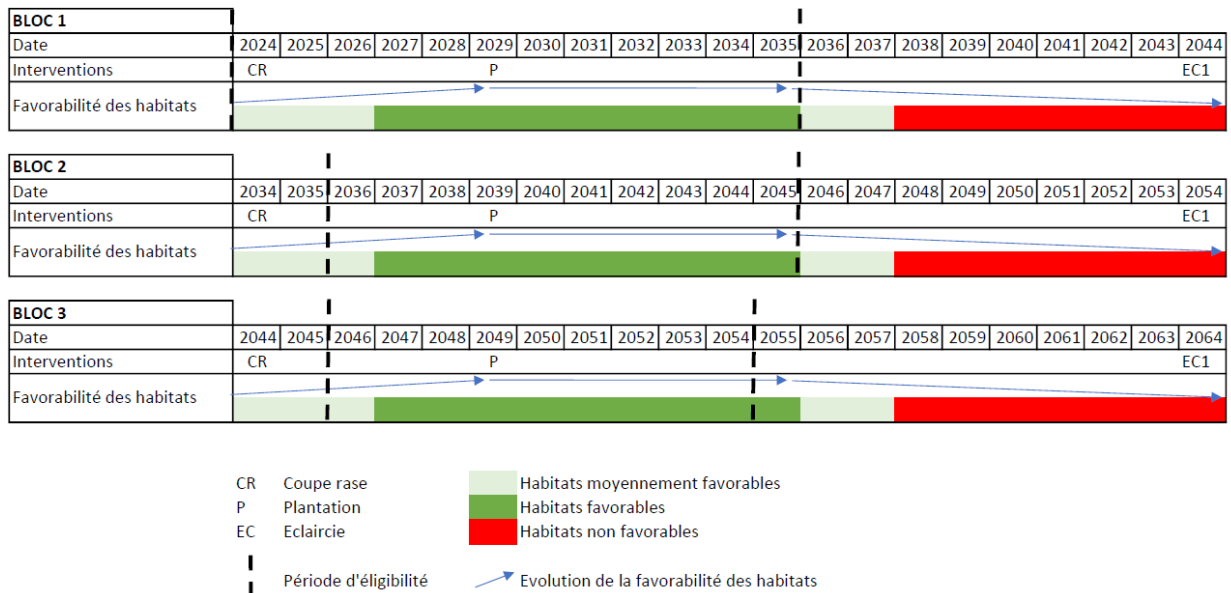 BLOC 1
Date 2024 2025 2026 2027 2028 2029 2030 2031 2032 2033 2034 2035 2036 2037 2038 2039 2040 2041 2042 2043 2044
Interventions CR P EC1
Favorabilité des habitats
BLOC 2
Date 2034 2035 2036 2037 2038 2039 2040 2041 2042 2043 2044 2045 2046 2047 2048 2049 2050 2051 2052 2053 2054
Interventions CR P EC1
Favorabilité des habitats
BLOC 3
Date 2044 2045 2046 2047 2048 2049 2050 2051 2052 2053 2054 2055 2056 2057 2058 2059 2060 2061 2062 2063 2064
Interventions CR P EC1
Favorabilité des habitats
CR Coupe rase Habitats moyennement favorables
P Plantation Habitats favorables
EC Eclaircie Habitats non favorables
Période d'éligibilité Evolution de la favorabilité des habitats